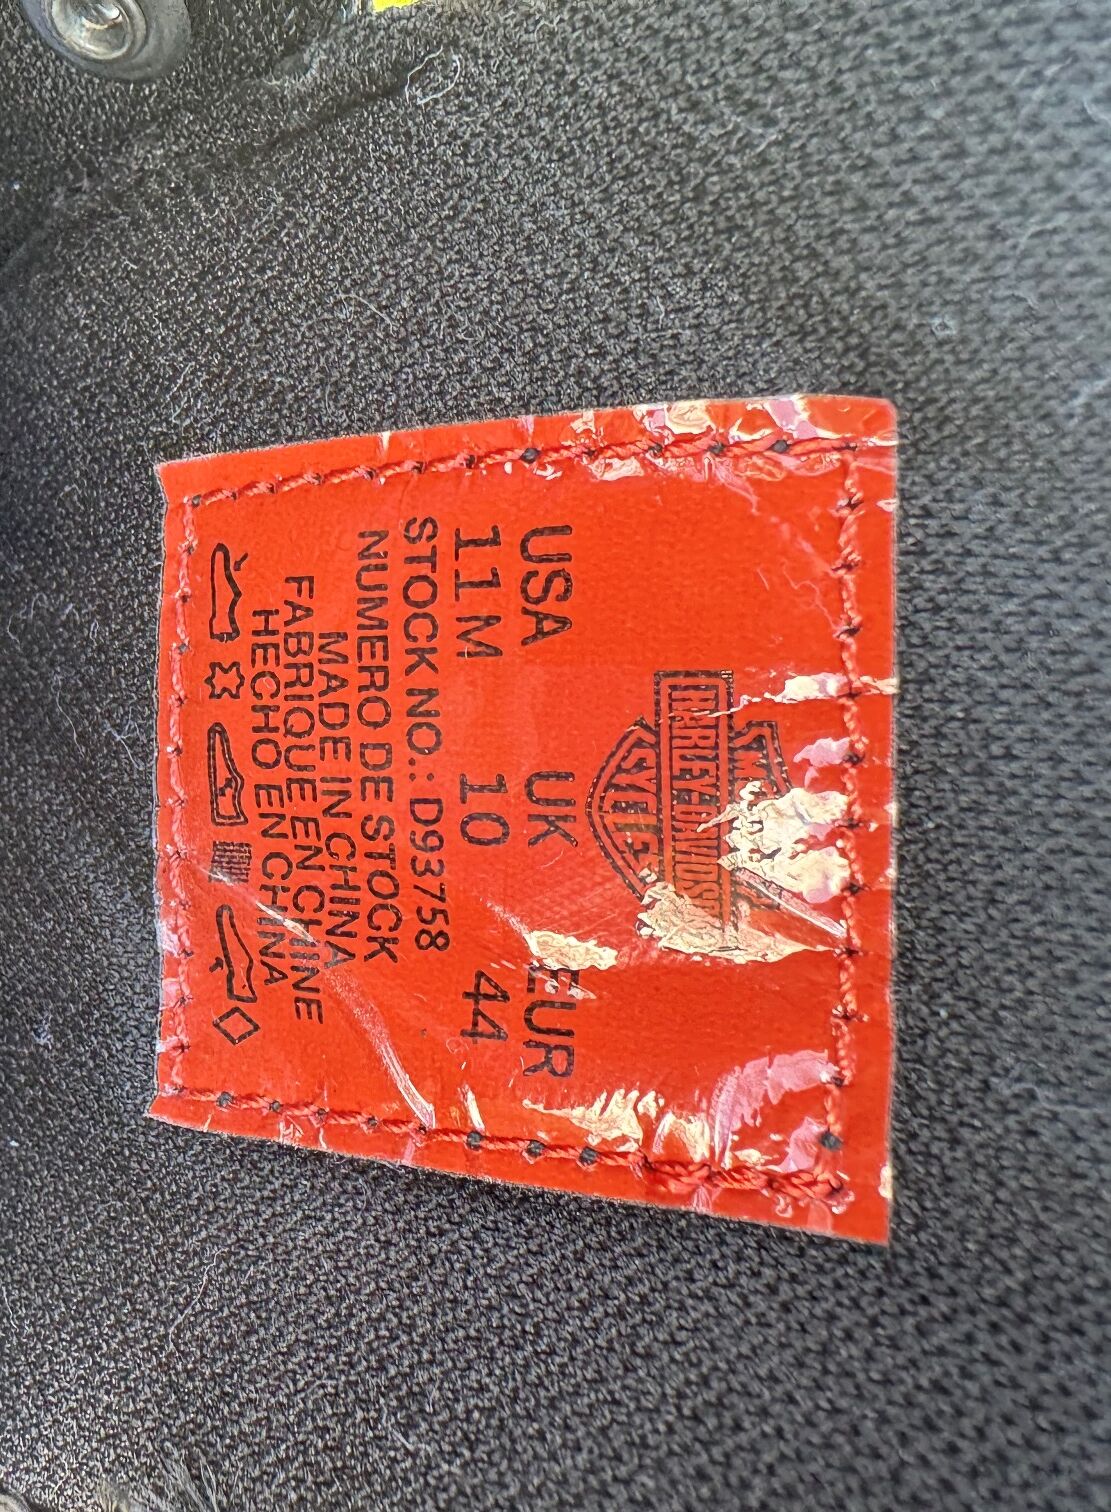 HARLEY-DAVIDSON
USA UK EUR
11 M 10 44
STOCK NO.: D93758
NUMERO DE STOCK
MADE IN CHINA
FABRIQUE EN CHINE
HECHO EN CHINA